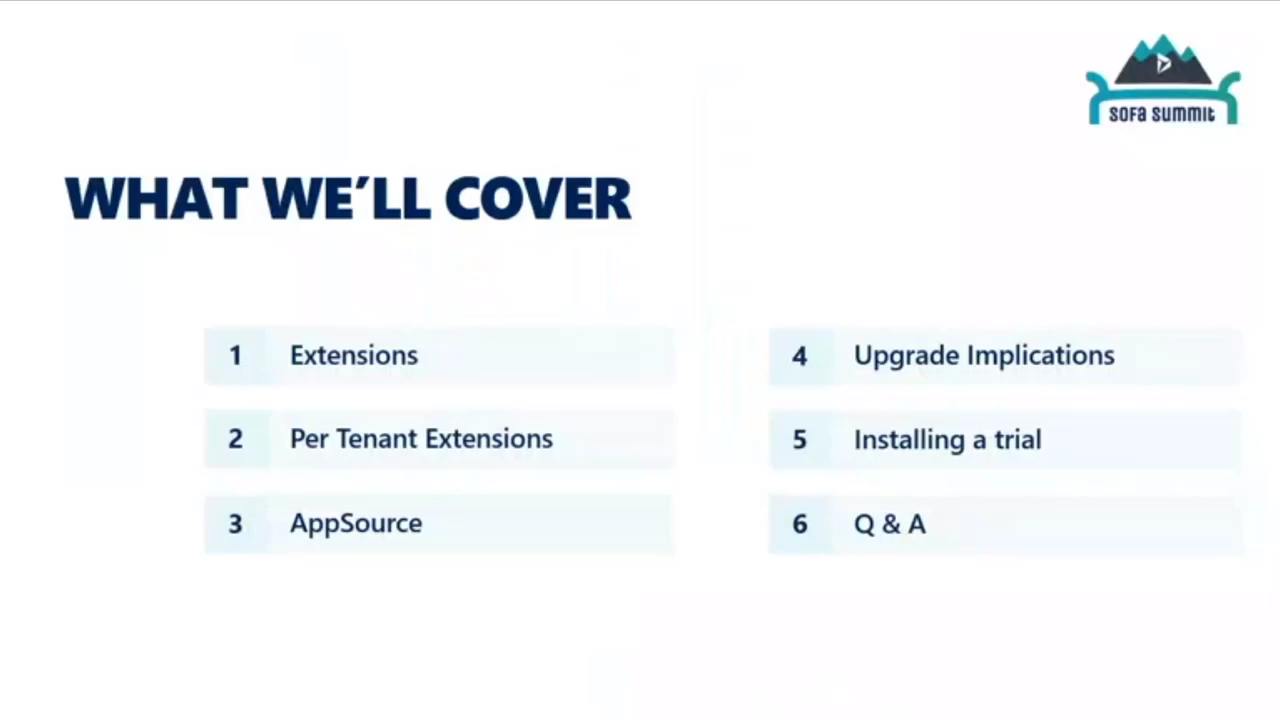 SOFA SUMMIT
WHAT WE'LL COVER
1 Extensions
2 Per Tenant Extensions
3 AppSource
4 Upgrade Implications
5 Installing a trial
6 Q & A